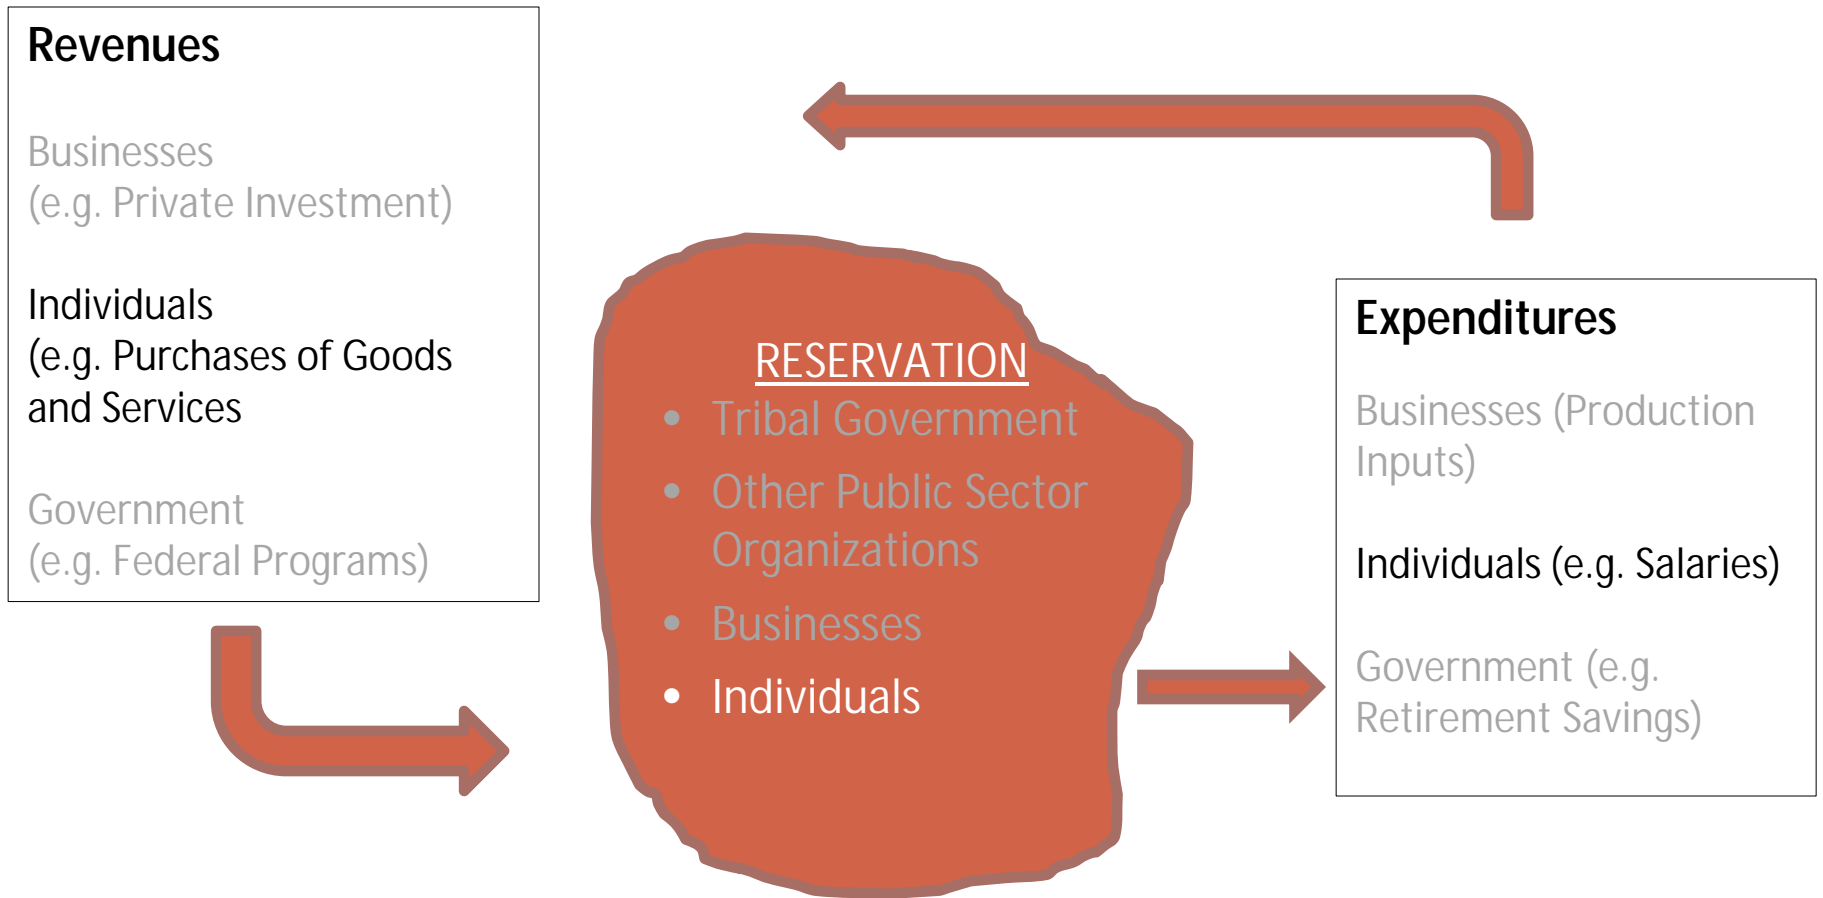 Revenues
Businesses
(e.g. Private Investment)
Individuals
(e.g. Purchases of Goods
and Services
Government
(e.g. Federal Programs)
RESERVATION
• Tribal Government
• Other Public Sector
Organizations
• Businesses
• Individuals
Expenditures
Businesses (Production
Inputs)
Individuals (e.g. Salaries)
Government (e.g.
Retirement Savings)